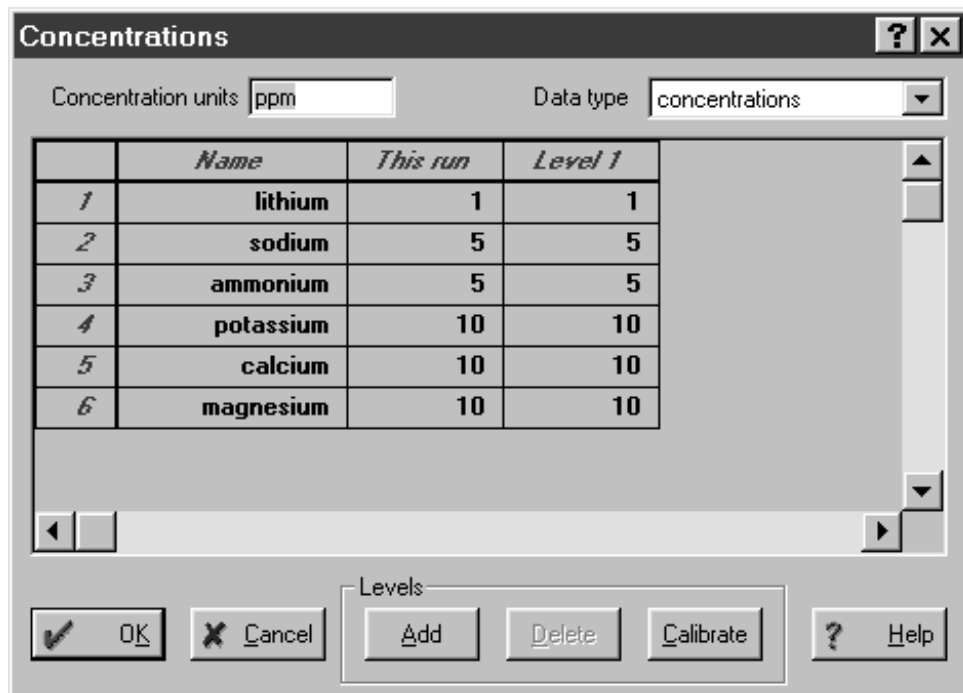 Concentrations
Concentration units ppm Data type concentrations
Name This run Level 1
1 lithium 1 1
2 sodium 5 5
3 ammonium 5 5
4 potassium 10 10
5 calcium 10 10
6 magnesium 10 10
Levels
OK Cancel Add Delete Calibrate ? Help